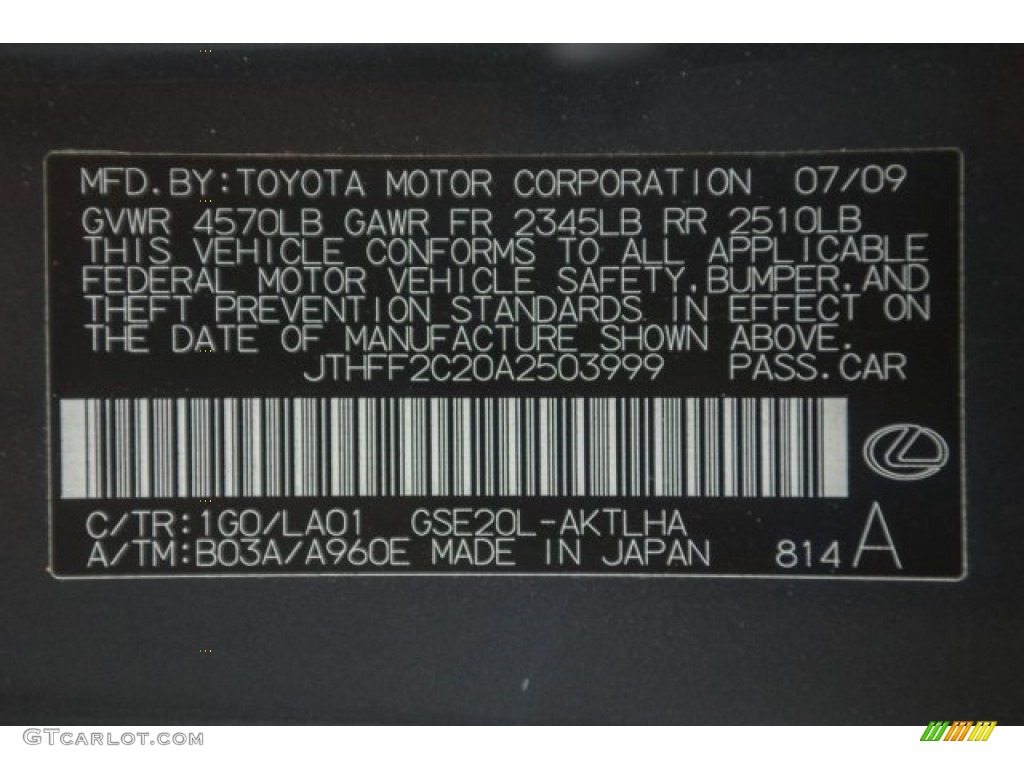 MFD.BY:TOYOTA MOTOR CORPORATION 07/09
GVWR 4570LB GAWR FR 2345LB RR 2510LB
THIS VEHICLE CONFORMS TO ALL APPLICABLE
FEDERAL MOTOR VEHICLE SAFETY,BUMPER,AND
THEFT PREVENTION STANDARDS IN EFFECT ON
THE DATE OF MANUFACTURE SHOWN ABOVE.
JTHFF2C20A2503999 PASS.CAR
C/TR:1G0/LA01 GSE20L-AKTLHA
A/TM:B03A/A960E MADE IN JAPAN 814 A
GTCARLOT.COM